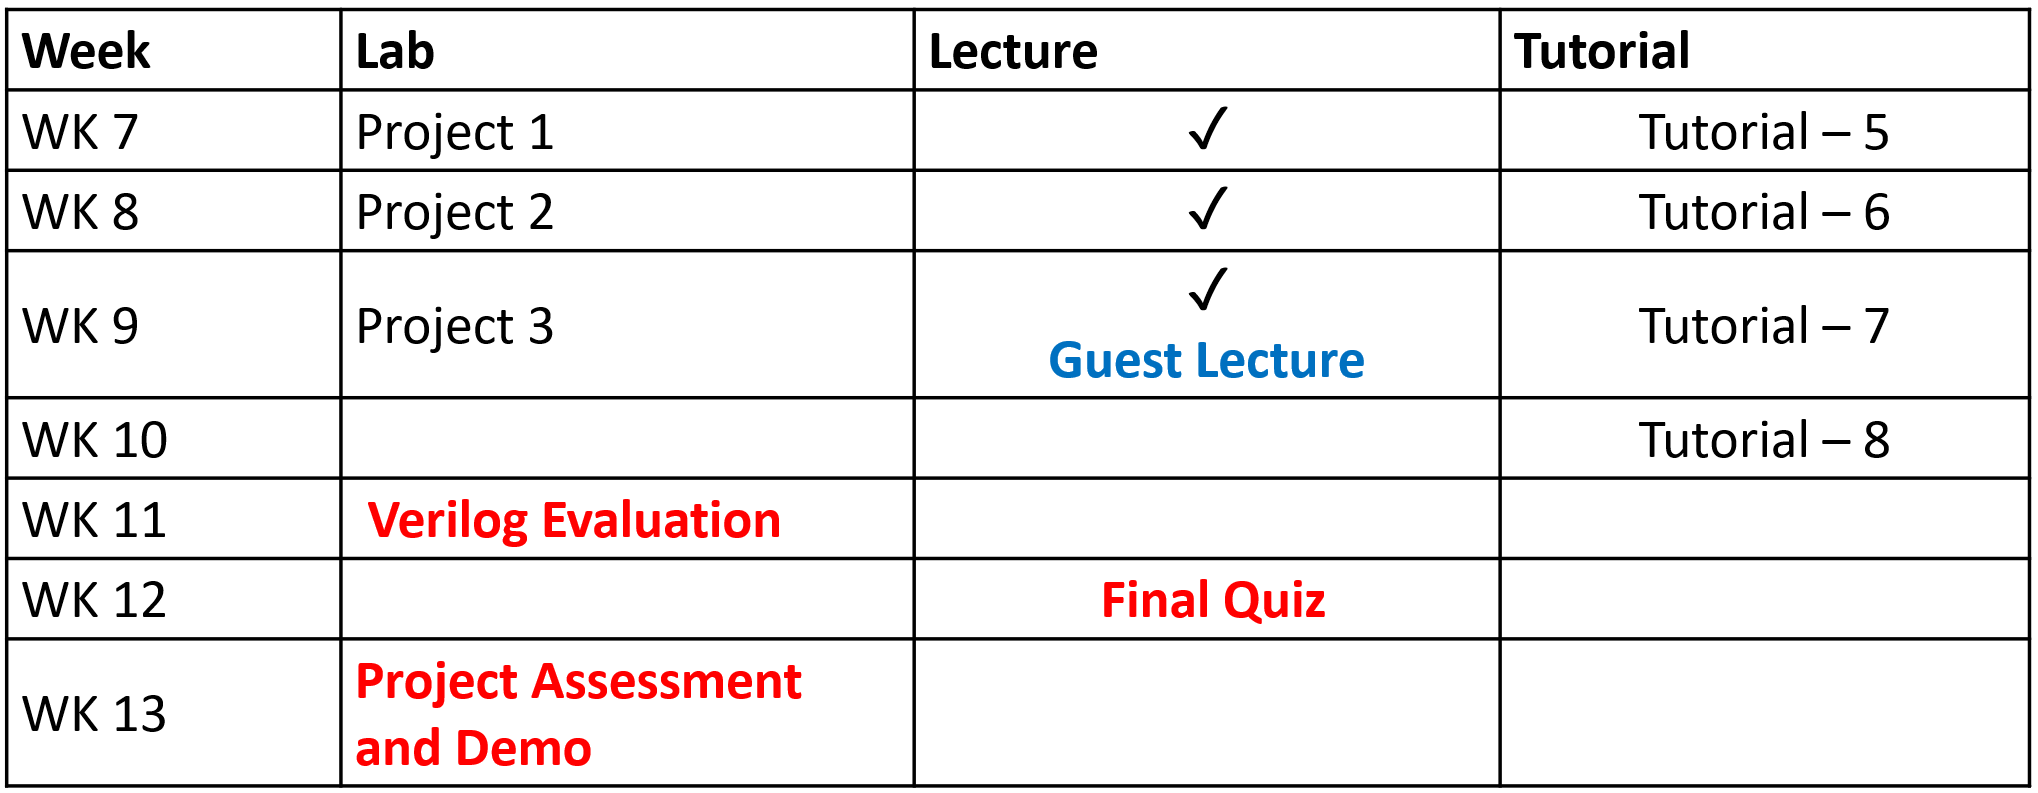 Week Lab Lecture Tutorial
WK 7 Project 1 ✓ Tutorial – 5
WK 8 Project 2 ✓ Tutorial – 6
WK 9 Project 3 ✓ Tutorial – 7
Guest Lecture
WK 10 Tutorial – 8
WK 11 Verilog Evaluation
WK 12 Final Quiz
WK 13 Project Assessment
and Demo